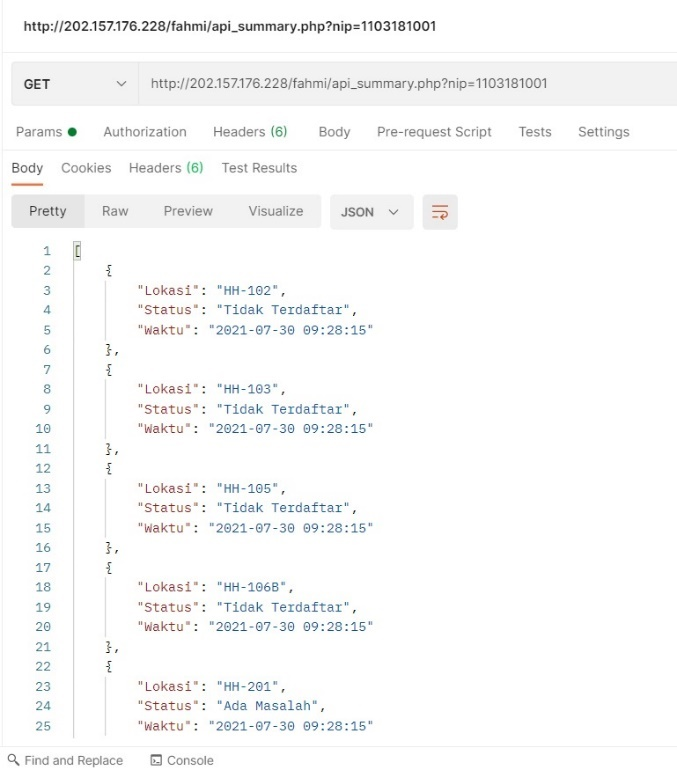 http://202.157.176.228/fahmi/api_summary.php?nip=1103181001
GET http://202.157.176.228/fahmi/api_summary.php?nip=1103181001
Params Authorization Headers (6) Body Pre-request Script Tests Settings
Body Cookies Headers (6) Test Results
Pretty Raw Preview Visualize JSON
1 [
2 {
3 "Lokasi": "HH-102",
4 "Status": "Tidak Terdaftar",
5 "Waktu": "2021-07-30 09:28:15"
6 },
7 {
8 "Lokasi": "HH-103",
9 "Status": "Tidak Terdaftar",
10 "Waktu": "2021-07-30 09:28:15"
11 },
12 {
13 "Lokasi": "HH-105",
14 "Status": "Tidak Terdaftar",
15 "Waktu": "2021-07-30 09:28:15"
16 },
17 {
18 "Lokasi": "HH-106B",
19 "Status": "Tidak Terdaftar",
20 "Waktu": "2021-07-30 09:28:15"
21 },
22 {
23 "Lokasi": "HH-201",
24 "Status": "Ada Masalah",
25 "Waktu": "2021-07-30 09:28:15"
Find and Replace Console